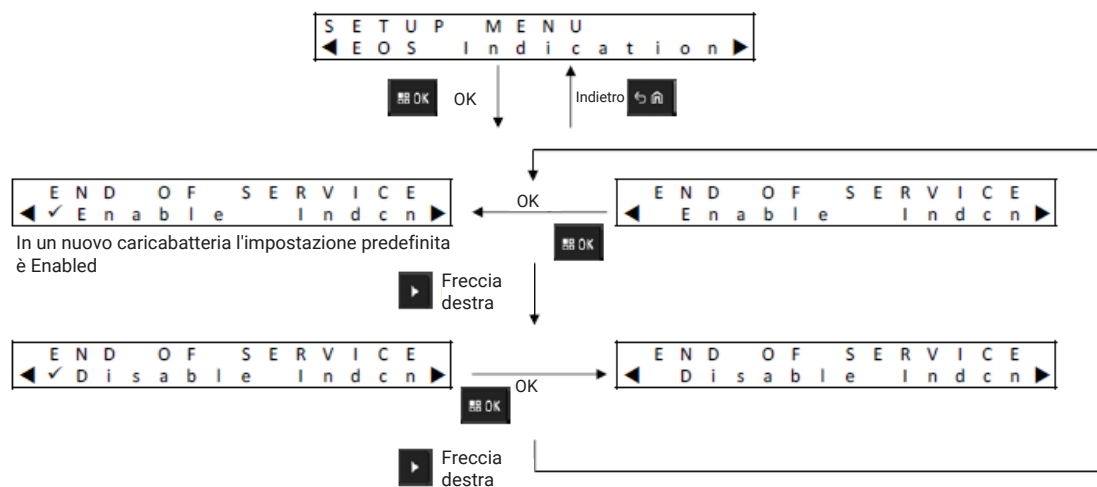 SETUP MENU
◀EOS Indication▶
OK OK Indietro
END OF SERVICE
◀✓Enable Indcn▶
OK
END OF SERVICE
◀ Enable Indcn▶
OK
In un nuovo caricabatteria l'impostazione predefinita
è Enabled
Freccia
destra
END OF SERVICE
◀✓Disable Indcn▶
OK
OK
END OF SERVICE
◀ Disable Indcn▶
Freccia
destra